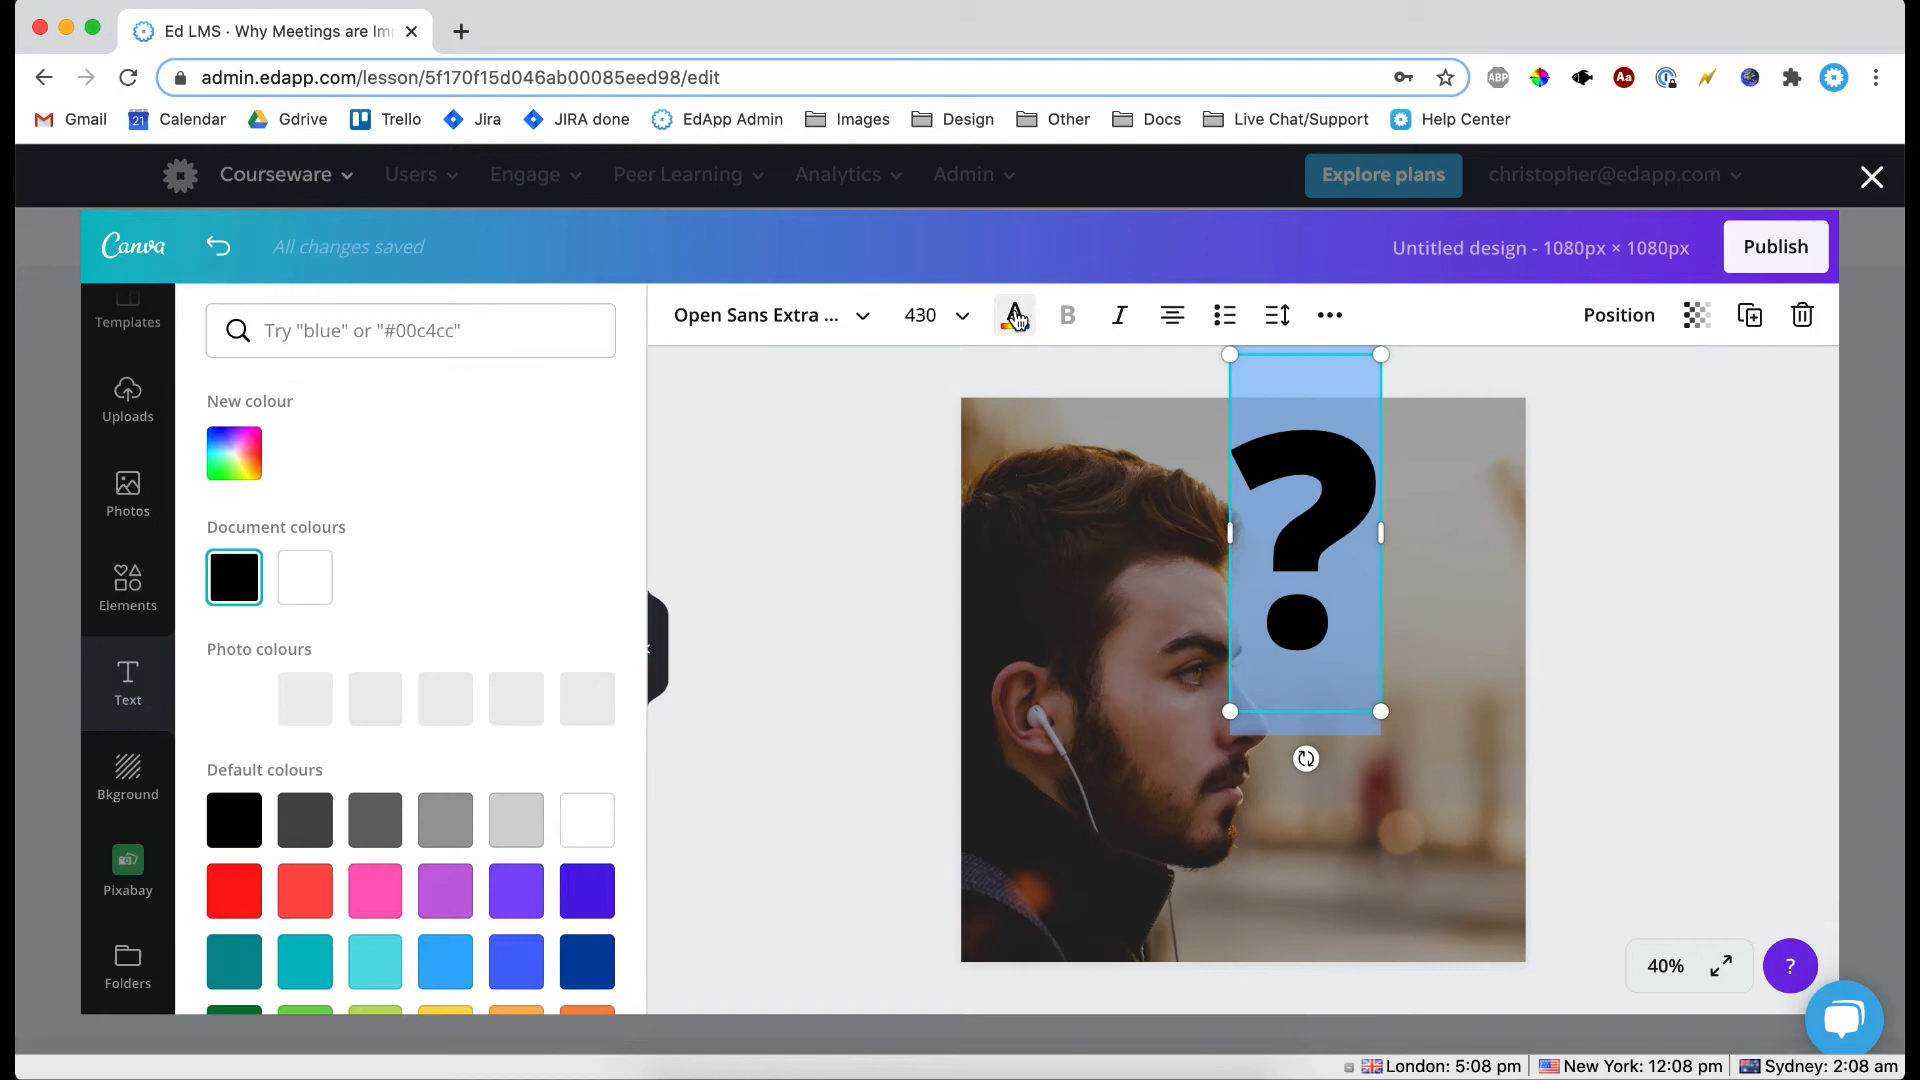 Ed LMS · Why Meetings are Im
admin.edapp.com/lesson/5f170f15d046ab00085eed98/edit
ABP
Aa
Gmail
21
Calendar
Gdrive
Trello
Jira
JIRA done
EdApp Admin
Images
Design
Other
Docs
Live Chat/Support
Help Center
Courseware
Users
Engage
Peer Learning
Analytics
Admin
Explore plans
christopher@edapp.com
Canva
All changes saved
Untitled design - 1080px × 1080px
Publish
Templates
Uploads
Photos
Elements
Text
Bkground
Pixabay
Folders
Try "blue" or "#00c4cc"
New colour
Document colours
Photo colours
Default colours
Open Sans Extra ...
430
A
B
I
Position
?
40%
?
London: 5:08 pm
New York: 12:08 pm
Sydney: 2:08 am